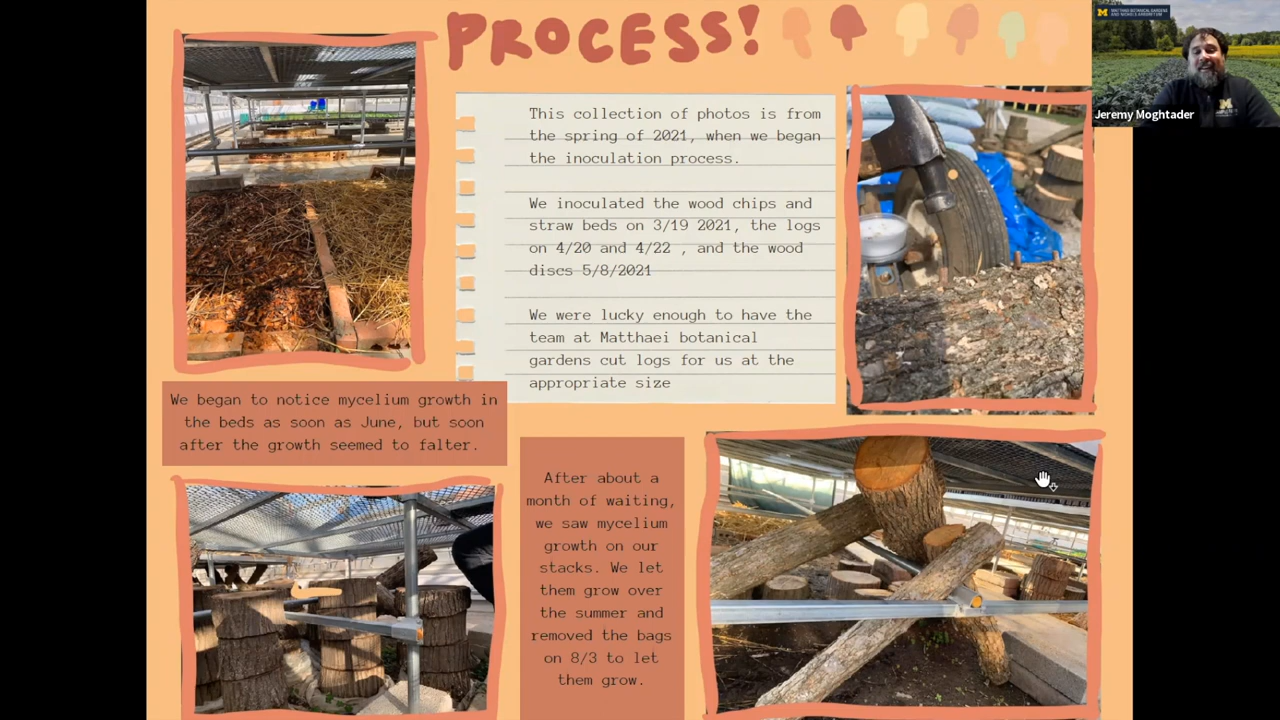 PROCESS!
MATTHAEI BOTANICAL GARDENS
AND NICHOLS ARBORETUM
Jeremy Moghtader
This collection of photos is from
the spring of 2021, when we began
the inoculation process.
We inoculated the wood chips and
straw beds on 3/19 2021, the logs
on 4/20 and 4/22 , and the wood
discs 5/8/2021
We were lucky enough to have the
team at Matthaei botanical
gardens cut logs for us at the
appropriate size
We began to notice mycelium growth in
the beds as soon as June, but soon
after the growth seemed to falter.
After about a
month of waiting,
we saw mycelium
growth on our
stacks. We let
them grow over
the summer and
removed the bags
on 8/3 to let
them grow.